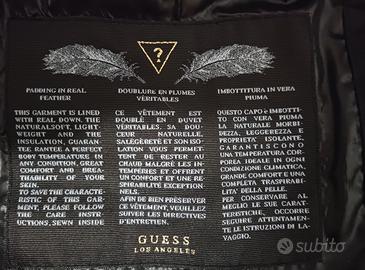 ?
PADDING IN REAL
FEATHER
THIS GARMENT IS LINED
WITH REAL DOWN. THE
NATURALSOFT, LIGHT-
WEIGHT AND THE
INSULATION, GUARAN-
TEE RANTEE A PERFECT
BODY TEMPERATURE IN
ANY CONDITION, GREAT
COMFORT AND BREA-
THABILITY OF YOUR
SKIN.
TO SAVE THE CHARACTE-
RISTIC OF THIS GAR-
MENT, PLEASE FOLLOW
THE CARE INSTR-
UCTIONS, SEWN INSIDE
DOUBLURE EN PLUMES
VÉRITABLES
CE VÊTEMENT EST
DOUBLÉ EN DUVET
VÉRITABLES. SA DOU-
CEUR NATURELLE,
SA LÉGÈRETÉ ET SON ISO-
LATION VOUS PERMET-
TENT DE RESTER AU
CHAUD MALGRÉ LES IN-
TEMPERIES ET OFFRENT
UN CONFORT ET UN RE-
SPIRABILITÉ EXCEPTION-
NELS.
AFIN DE BIEN PRÉSERVER
CE VÊTEMENT, VEUILLEZ
SUIVRE LES DIRECTIVES
D'ENTRETIEN.
IMBOTTITURA IN VERA
PIUMA
QUESTO CAPO è IMBOTTI-
TO CON VERA PIUMA
LA NATURALE MORBI-
DEZZA, LEGGEREZZA E
PROPRIETÀ ISOLANTE,
GARANTISCONO
UNA TEMPERATURA COR-
POREA IDEALE IN OGNI
CONDIZIONE CLIMATICA,
GRANDE COMFORT E UNA
COMPLETA TRASPIRABI-
LITA' DELLA PELLE.
PER CONSERVARE AL
MEGLIO LE SUE CARAT-
TERISTICHE, OCCORRE
SEGUIRE ATTENTAMEN-
TE LE ISTRUZIONI DI LA-
VAGGIO.
GUESS
LOS ANGELES
subito